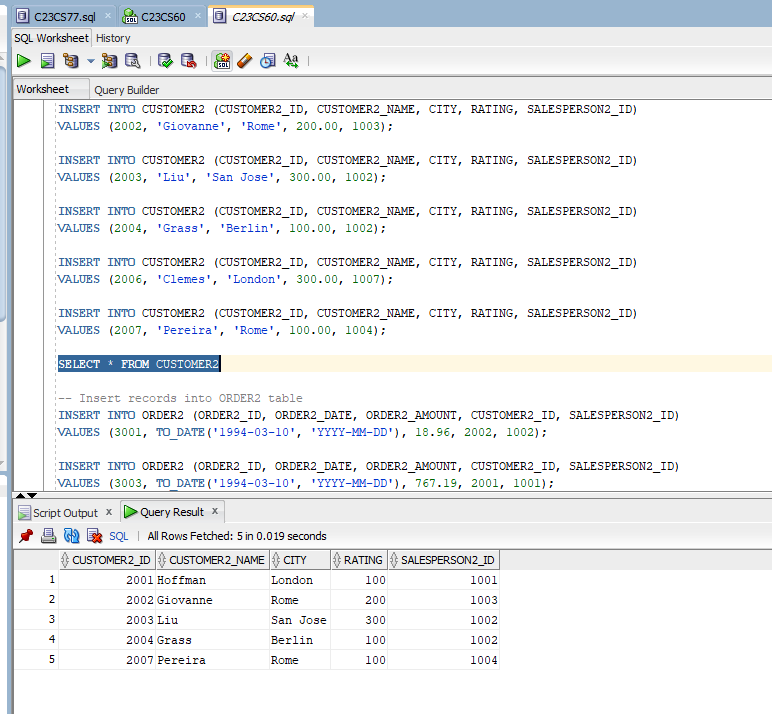 C23CS77.sql × C23CS60 × C23CS60.sql ×
SQL Worksheet History
Worksheet Query Builder
INSERT INTO CUSTOMER2 (CUSTOMER2_ID, CUSTOMER2_NAME, CITY, RATING, SALESPERSON2_ID)
VALUES (2002, 'Giovanne', 'Rome', 200.00, 1003);
INSERT INTO CUSTOMER2 (CUSTOMER2_ID, CUSTOMER2_NAME, CITY, RATING, SALESPERSON2_ID)
VALUES (2003, 'Liu', 'San Jose', 300.00, 1002);
INSERT INTO CUSTOMER2 (CUSTOMER2_ID, CUSTOMER2_NAME, CITY, RATING, SALESPERSON2_ID)
VALUES (2004, 'Grass', 'Berlin', 100.00, 1002);
INSERT INTO CUSTOMER2 (CUSTOMER2_ID, CUSTOMER2_NAME, CITY, RATING, SALESPERSON2_ID)
VALUES (2006, 'Clemes', 'London', 300.00, 1007);
INSERT INTO CUSTOMER2 (CUSTOMER2_ID, CUSTOMER2_NAME, CITY, RATING, SALESPERSON2_ID)
VALUES (2007, 'Pereira', 'Rome', 100.00, 1004);
SELECT * FROM CUSTOMER2
-- Insert records into ORDER2 table
INSERT INTO ORDER2 (ORDER2_ID, ORDER2_DATE, ORDER2_AMOUNT, CUSTOMER2_ID, SALESPERSON2_ID)
VALUES (3001, TO_DATE('1994-03-10', 'YYYY-MM-DD'), 18.96, 2002, 1002);
INSERT INTO ORDER2 (ORDER2_ID, ORDER2_DATE, ORDER2_AMOUNT, CUSTOMER2_ID, SALESPERSON2_ID)
VALUES (3003, TO_DATE('1994-03-10', 'YYYY-MM-DD'), 767.19, 2001, 1001);
Script Output × Query Result ×
SQL | All Rows Fetched: 5 in 0.019 seconds
CUSTOMER2_ID CUSTOMER2_NAME CITY RATING SALESPERSON2_ID
1 2001 Hoffman London 100 1001
2 2002 Giovanne Rome 200 1003
3 2003 Liu San Jose 300 1002
4 2004 Grass Berlin 100 1002
5 2007 Pereira Rome 100 1004